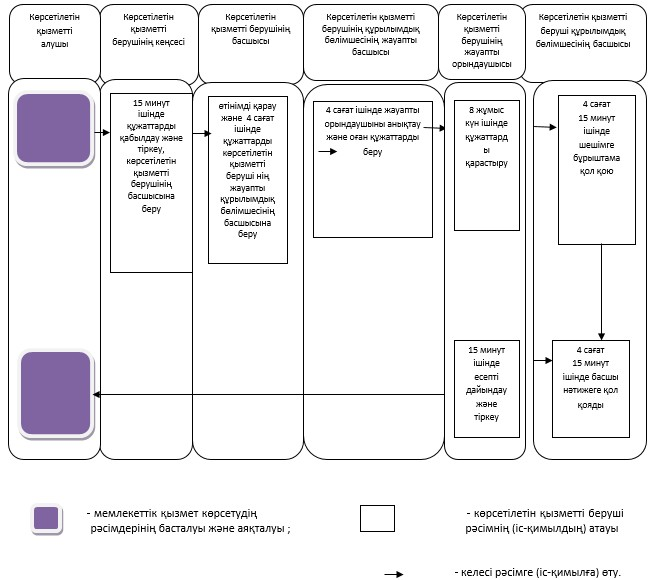 Көрсетілетін
қызметті
алушы
Көрсетілетін
қызметті
берушінің кеңсесі
Көрсетілетін
қызметті берушінің
басшысы
Көрсетілетін қызметті
берушінің құрылымдық
бөлімшесінің жауапты
басшысы
Көрсетілетін
қызметті
берушінің
жауапты
орындаушысы
Көрсетілетін қызметті
беруші құрылымдық
бөлімшесінің басшысы
15 минут
ішінде
құжаттарды
қабылдау және
тіркеу,
көрсетілетін
қызметті
берушінің
басшысына
беру
өтінімді қарау
және 4 сағат
ішінде
құжаттарды
көрсетілетін
қызметті
беруші нің
жауапты
құрылымдық
бөлімшесінің
басшысына
беру
4 сағат ішінде жауапты
орындаушыны анықтау
және оған құжаттарды
беру
8 жұмыс
күн ішінде
құжаттард
ы
қарастыру
4 сағат
15 минут
ішінде
шешімге
бұрыштама
қол қою
15 минут
ішінде
есепті
дайындау
және
тіркеу
4 сағат
15 минут
ішінде басшы
нәтижеге қол
қояды
- мемлекеттік қызмет көрсетудің
рәсімдерінің басталуы және аяқталуы ;
- көрсетілетін қызметті беруші
рәсімнің (іс-қимылдың) атауы
- келесі рәсімге (іс-қимылға) өту.